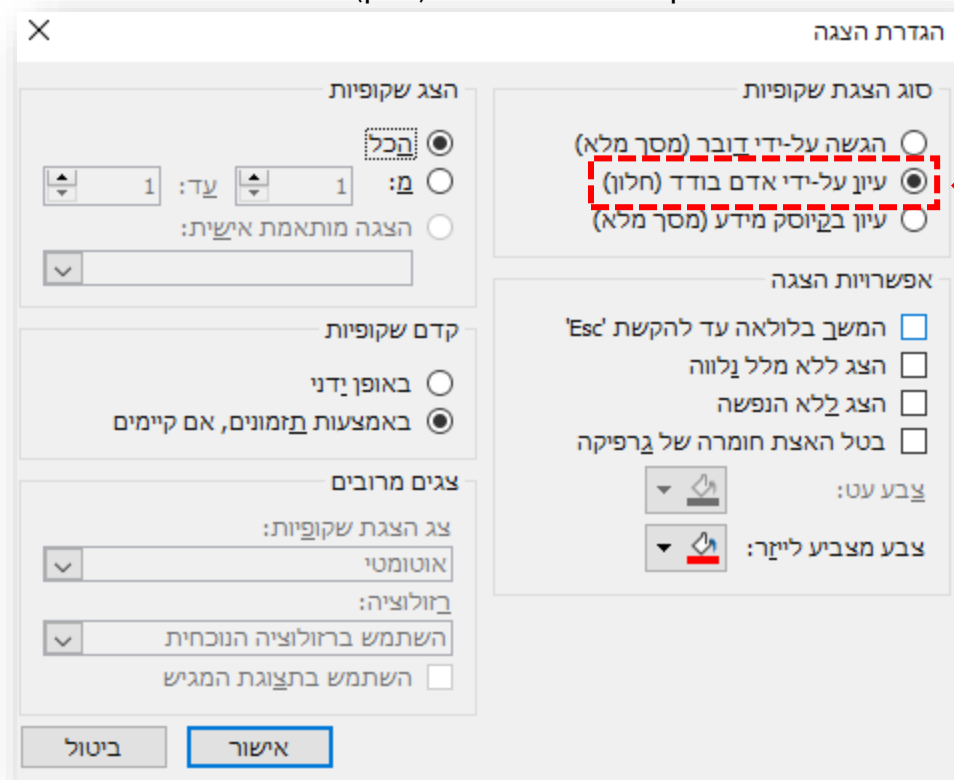 הגדרת הצגה
סוג הצגת שקופיות
הגשה על-ידי דובר (מסך מלא)
עיון על-ידי אדם בודד (חלון)
עיון בקיוסק מידע (מסך מלא)
אפשרויות הצגה
המשך בלולאה עד להקשת 'Esc'
הצג ללא מלל נלווה
הצג ללא הנפשה
בטל האצת חומרה של גרפיקה
צבע עט:
צבע מצביע לייזר:
הצג שקופיות
הכל
מ: 1 עד: 1
הצגה מותאמת אישית:
קדם שקופיות
באופן ידני
באמצעות תזמונים, אם קיימים
צגים מרובים
צג הצגת שקופיות:
אוטומטי
רזולוציה:
השתמש ברזולוציה הנוכחית
השתמש בתצוגת המגיש
אישור
ביטול